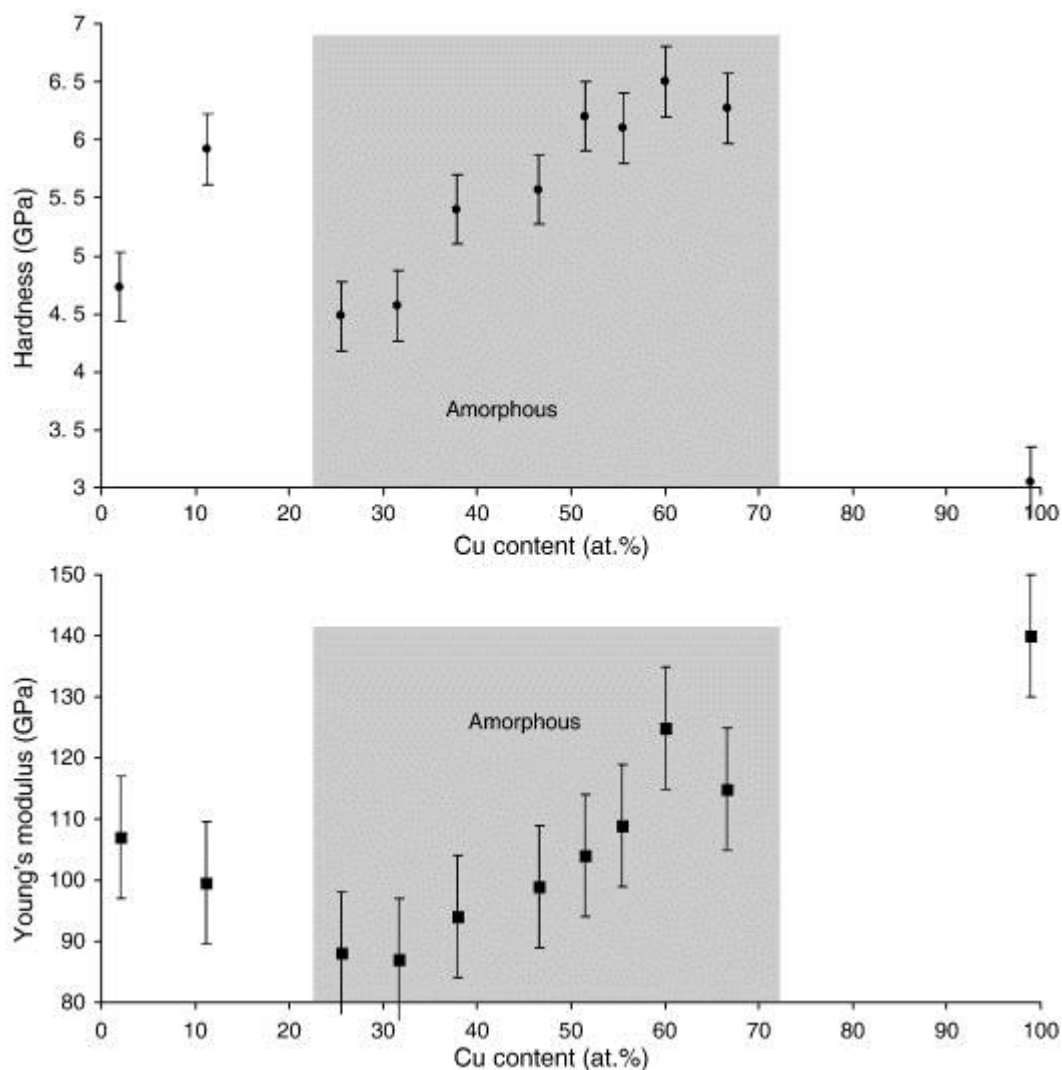 7
6.5
6
5.5
5
4. 5
4
3. 5
3
Hardness (GPa)
Amorphous
0 10 20 30 40 50 60 70 80 90 100
Cu content (at.%)
150
140
130
120
110
100
90
80
Young's modulus (GPa)
Amorphous
0 10 20 30 40 50 60 70 80 90 100
Cu content (at.%)